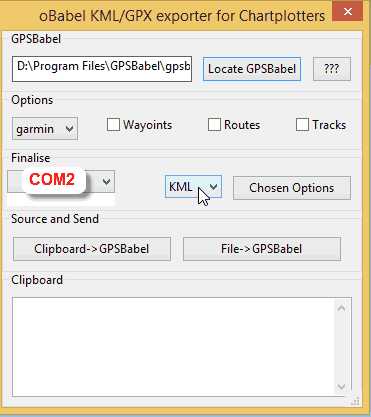 oBabel KML/GPX exporter for Chartplotters
GPSBabel
D:\Program Files\GPSBabel\gpsb
Locate GPSBabel
???
Options
garmin
Wayoints
Routes
Tracks
Finalise
COM2
KML
Chosen Options
Source and Send
Clipboard->GPSBabel
File->GPSBabel
Clipboard